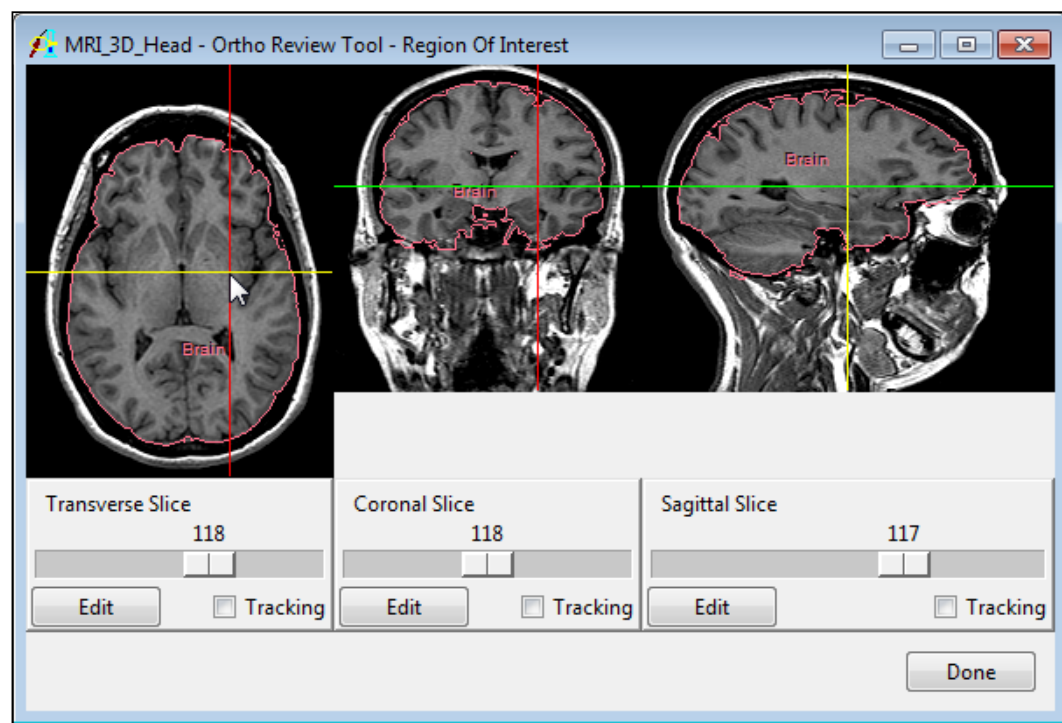 MRI_3D_Head - Ortho Review Tool - Region Of Interest
Brain
Brain
Brain
Transverse Slice
Coronal Slice
Sagittal Slice
118
118
117
Edit
Tracking
Edit
Tracking
Edit
Tracking
Done